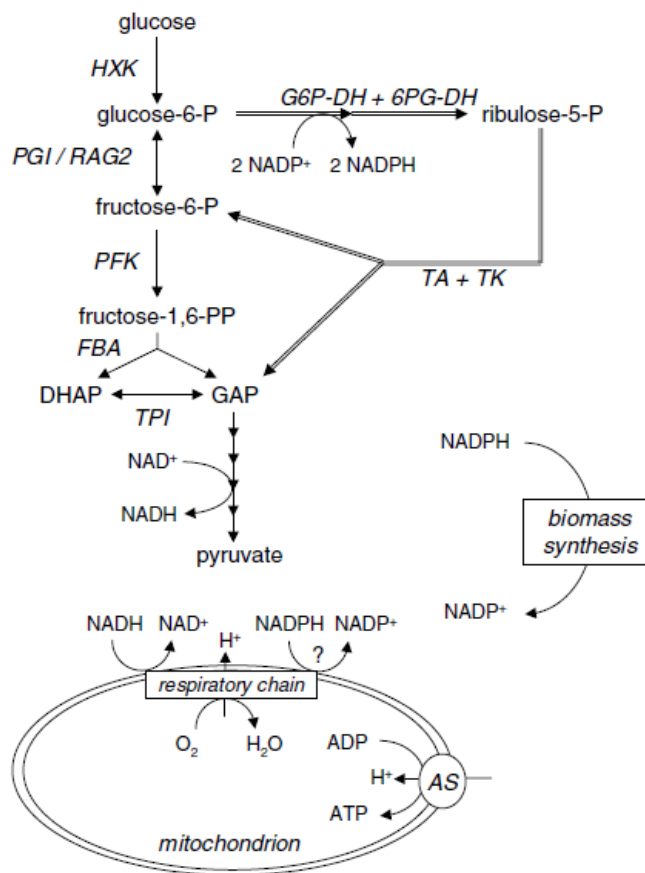 glucose
HXK
G6P-DH + 6PG-DH
glucose-6-P
ribulose-5-P
2 NADP⁺ 2 NADPH
PGI / RAG2
fructose-6-P
PFK
TA + TK
fructose-1,6-PP
FBA
DHAP
GAP
TPI
NAD⁺
NADH
pyruvate
NADPH
biomass
synthesis
NADP⁺
NADH NAD⁺
H⁺
NADPH NADP⁺
?
respiratory chain
O₂ H₂O
ADP
H⁺
AS
ATP
mitochondrion